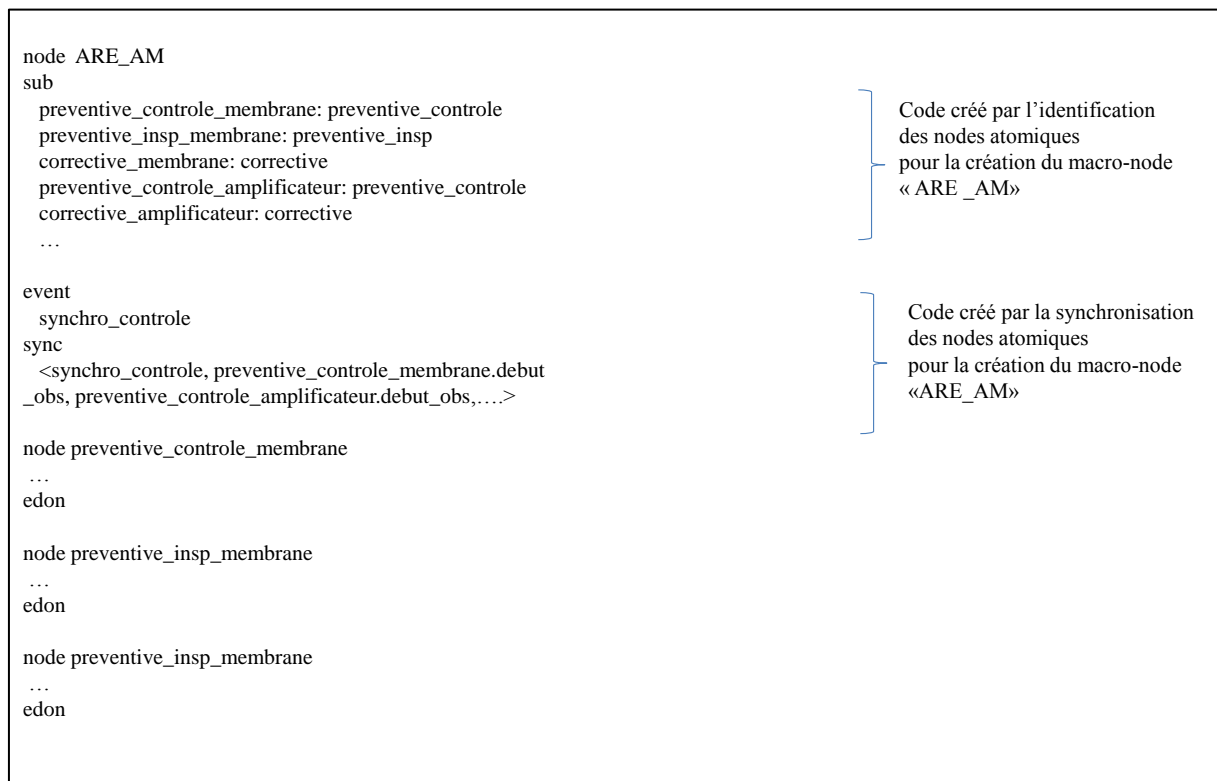 node ARE_AM
sub
preventive_controle_membrane: preventive_controle
preventive_insp_membrane: preventive_insp
corrective_membrane: corrective
preventive_controle_amplificateur: preventive_controle
corrective_amplificateur: corrective
…
Code créé par l’identification
des nodes atomiques
pour la création du macro-node
« ARE _AM»
event
synchro_controle
sync
<synchro_controle, preventive_controle_membrane.debut
_obs, preventive_controle_amplificateur.debut_obs,….>
Code créé par la synchronisation
des nodes atomiques
pour la création du macro-node
«ARE_AM»
node preventive_controle_membrane
…
edon
node preventive_insp_membrane
…
edon
node preventive_insp_membrane
…
edon